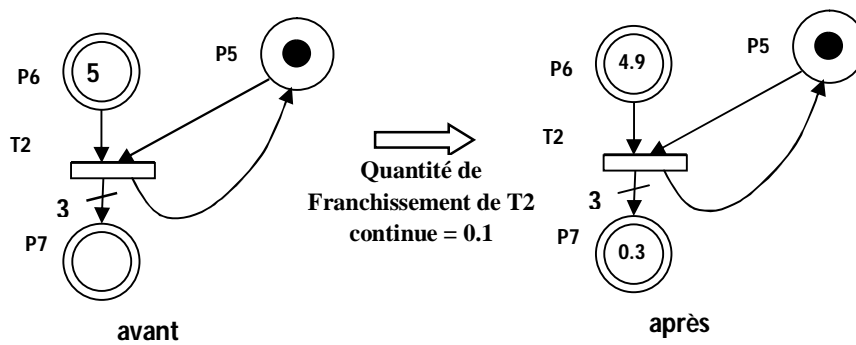 P5
P6
5
T2
3
P7
avant
Quantité de
Franchissement de T2
continue = 0.1
P5
P6
4.9
T2
3
P7
0.3
après